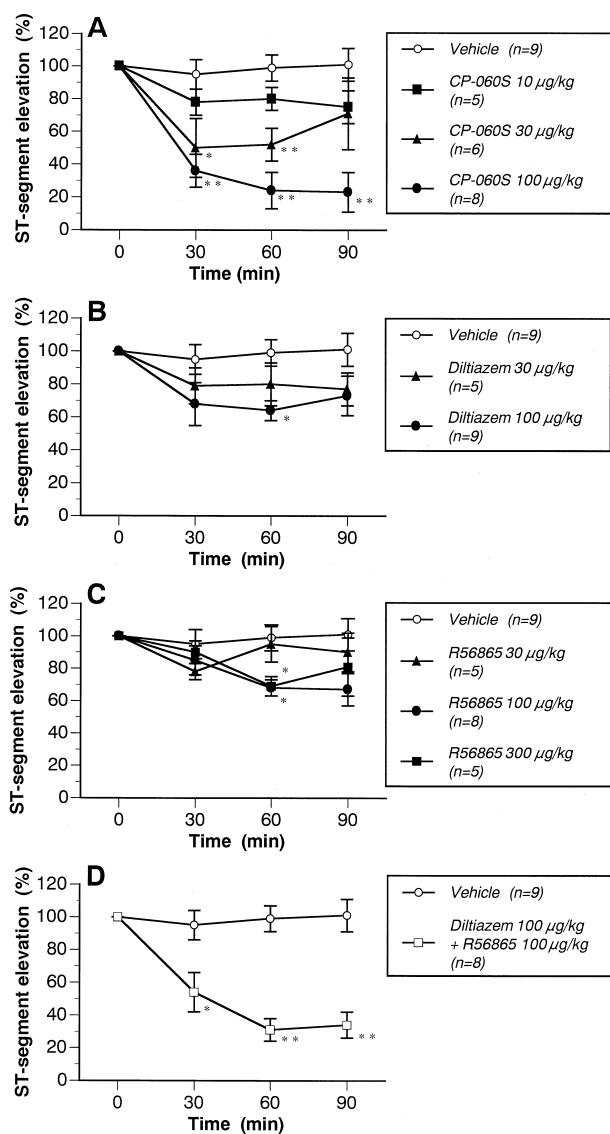 A
ST-segment elevation (%)
120
100
80
60
40
20
0
0 30 60 90
Time (min)
*
* *
* *
* *
* *
Vehicle (n=9)
CP-060S 10 µg/kg
(n=5)
CP-060S 30 µg/kg
(n=6)
CP-060S 100 µg/kg
(n=8)
B
ST-segment elevation (%)
120
100
80
60
40
20
0
0 30 60 90
Time (min)
*
Vehicle (n=9)
Diltiazem 30 µg/kg
(n=5)
Diltiazem 100 µg/kg
(n=9)
C
ST-segment elevation (%)
120
100
80
60
40
20
0
0 30 60 90
Time (min)
*
*
Vehicle (n=9)
R56865 30 µg/kg
(n=5)
R56865 100 µg/kg
(n=8)
R56865 300 µg/kg
(n=5)
D
ST-segment elevation (%)
120
100
80
60
40
20
0
0 30 60 90
Time (min)
*
* *
* *
Vehicle (n=9)
Diltiazem 100 µg/kg
+ R56865 100 µg/kg
(n=8)